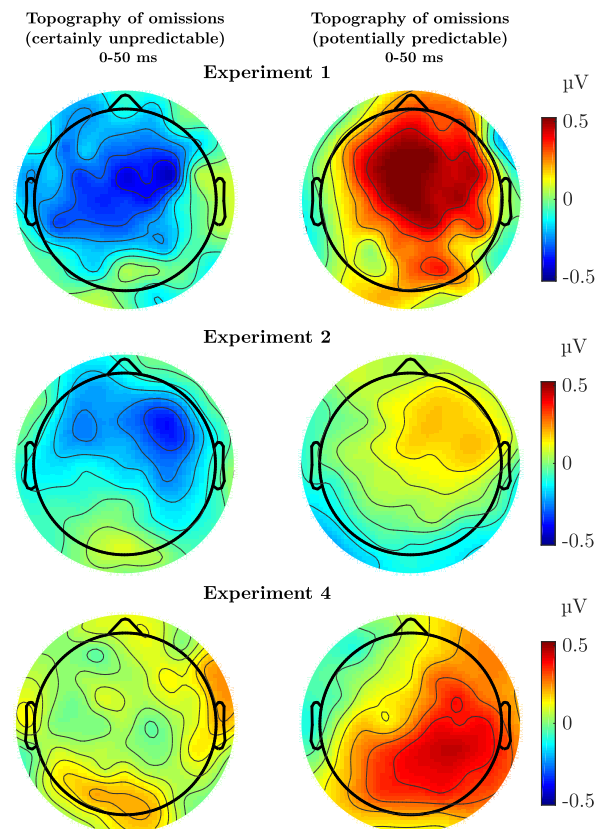 Topography of omissions
(certainly unpredictable)
0-50 ms
Topography of omissions
(potentially predictable)
0-50 ms
Experiment 1
µV
0.5
0
-0.5
Experiment 2
µV
0.5
0
-0.5
Experiment 4
µV
0.5
0
-0.5